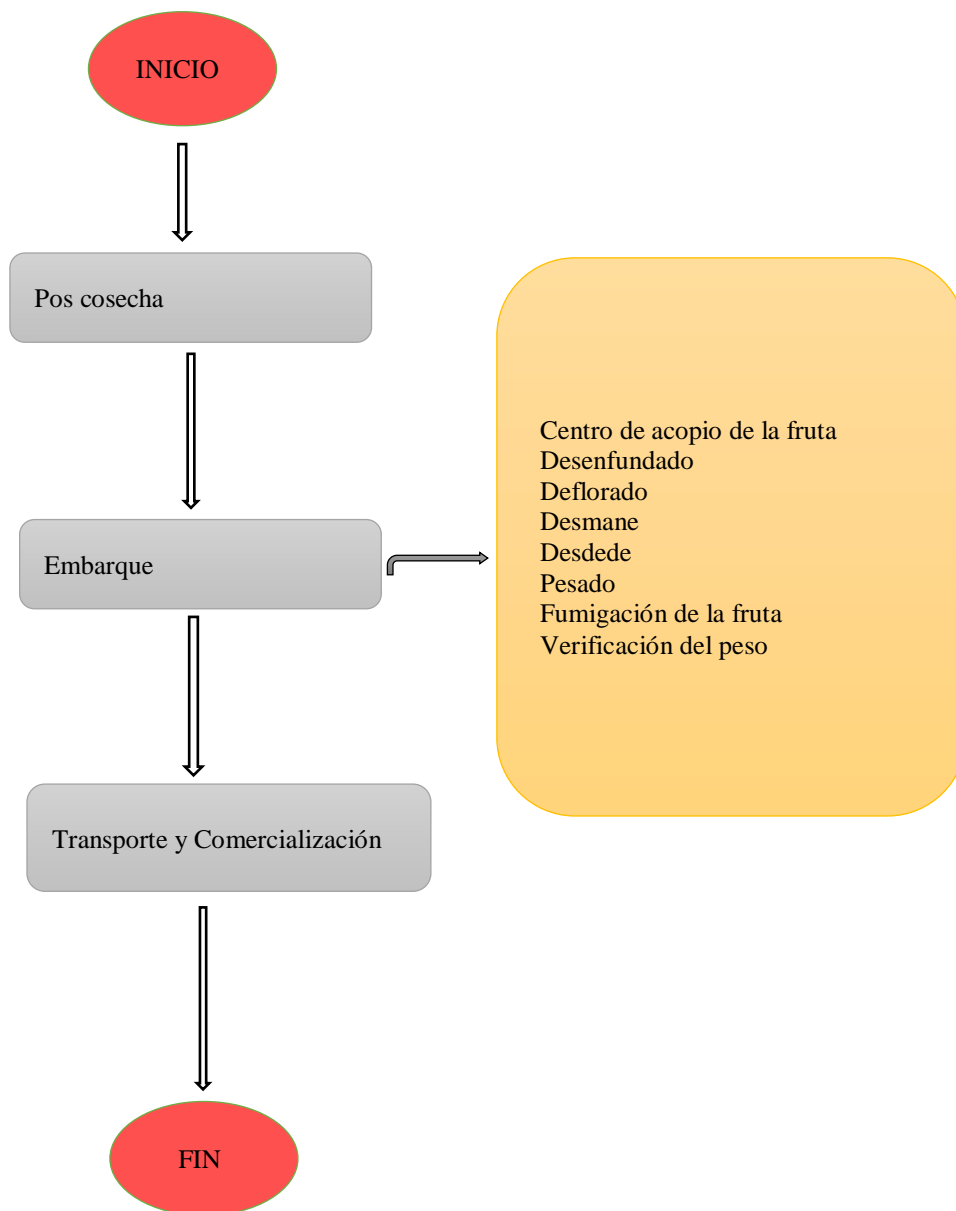 INICIO
Pos cosecha
Embarque
Centro de acopio de la fruta
Desenfundado
Deflorado
Desmane
Desdede
Pesado
Fumigación de la fruta
Verificación del peso
Transporte y Comercialización
FIN